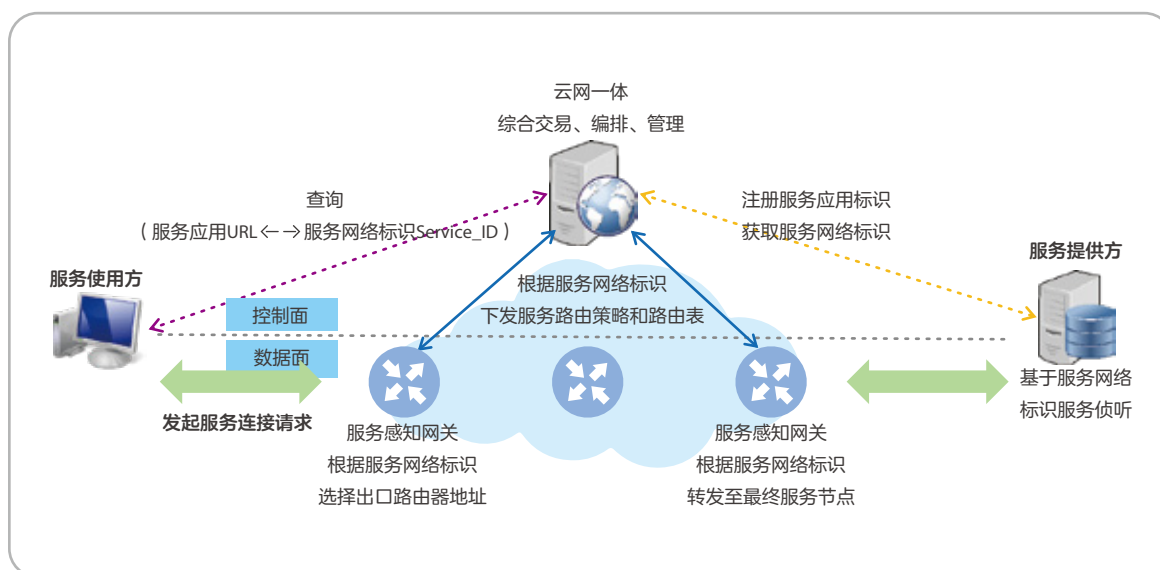 云网一体
综合交易、编排、管理
查询
(服务应用URL<-->服务网络标识Service_ID)
注册服务应用标识
获取服务网络标识
服务使用方
服务提供方
根据服务网络标识
下发服务路由策略和路由表
控制面
数据面
发起服务连接请求
基于服务网络
标识服务侦听
服务感知网关
根据服务网络标识
选择出口路由器地址
服务感知网关
根据服务网络标识
转发至最终服务节点